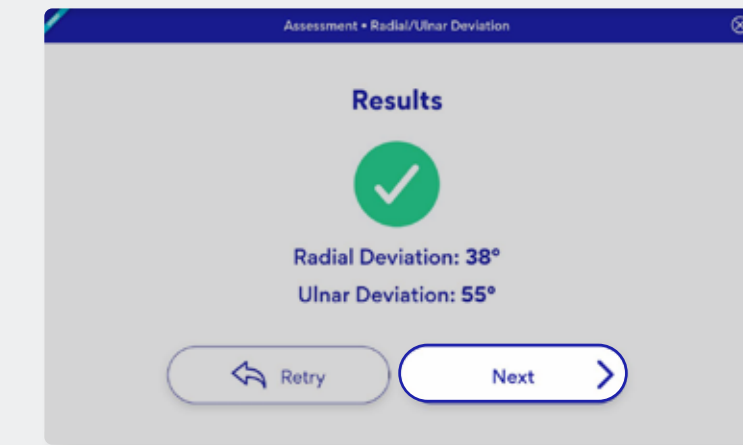 Assessment • Radial/Ulnar Deviation
Results
Radial Deviation: 38°
Ulnar Deviation: 55°
Retry
Next